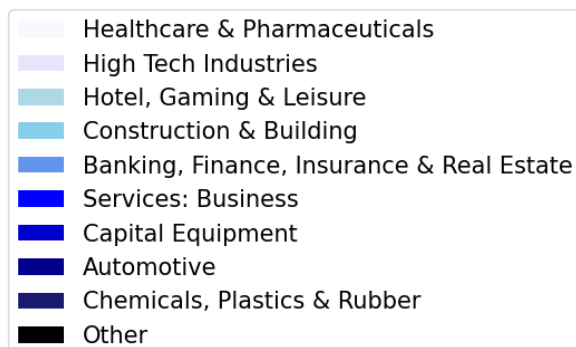 Healthcare & Pharmaceuticals
High Tech Industries
Hotel, Gaming & Leisure
Construction & Building
Banking, Finance, Insurance & Real Estate
Services: Business
Capital Equipment
Automotive
Chemicals, Plastics & Rubber
Other